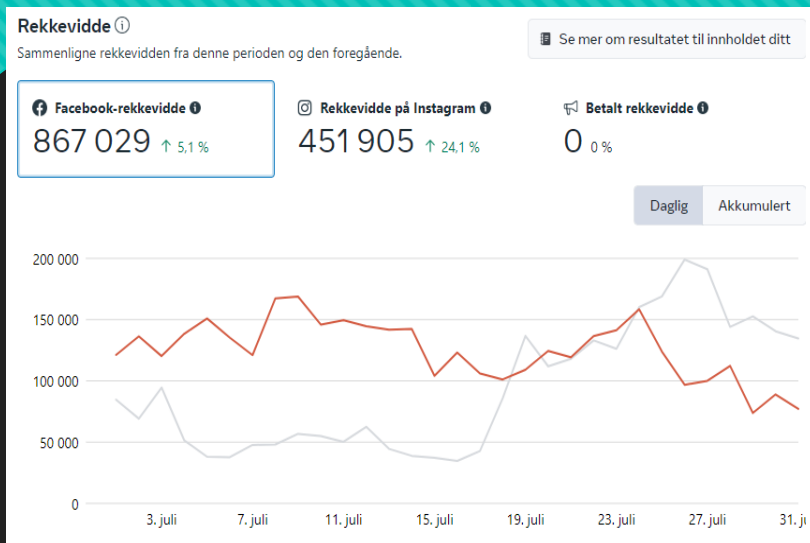 Rekkevidde
Sammenligne rekkevidden fra denne perioden og den foregående.
Se mer om resultatet til innholdet ditt
Facebook-rekkevidde
867 029 ↑ 5,1 %
Rekkevidde på Instagram
451 905 ↑ 24,1 %
Betalt rekkevidde
0 0 %
Daglig Akkumulert
200 000
150 000
100 000
50 000
0
3. juli 7. juli 11. juli 15. juli 19. juli 23. juli 27. juli 31.